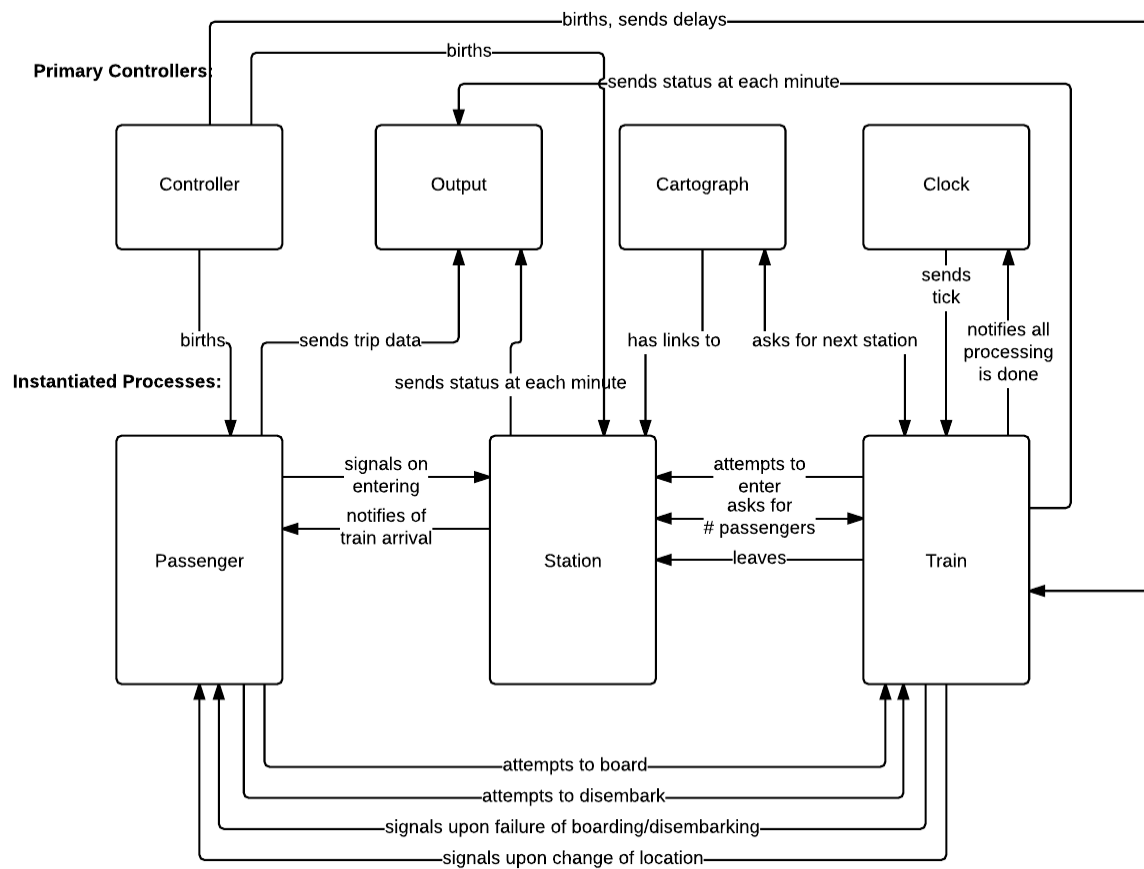 births, sends delays
births
Primary Controllers:
sends status at each minute
Controller
Output
Cartograph
Clock
sends
tick
births
sends trip data
has links to
asks for next station
notifies all
processing
is done
Instantiated Processes:
sends status at each minute
signals on
entering
attempts to
enter
notifies of
train arrival
asks for
# passengers
leaves
Passenger
Station
Train
attempts to board
attempts to disembark
signals upon failure of boarding/disembarking
signals upon change of location